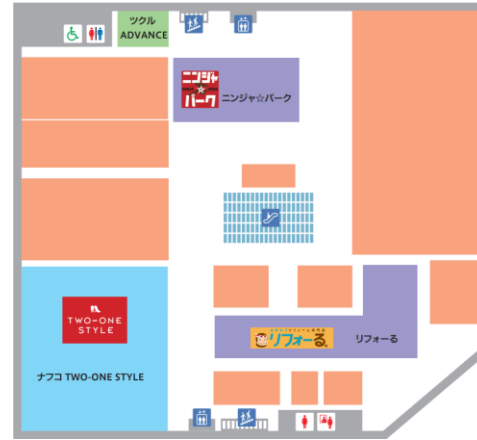 ツクル
ADVANCE
ニンジャ
パーク
ニンジャ☆パーク
TWO-ONE
STYLE
ナフコ TWO-ONE STYLE
リフォーる
リフォーる